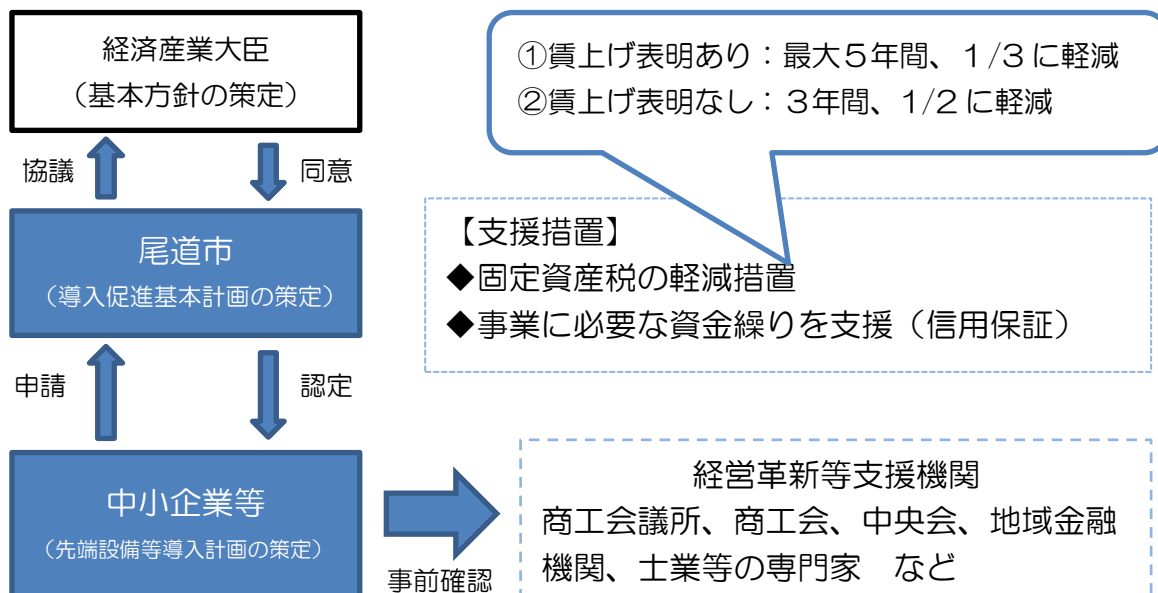 経済産業大臣
（基本方針の策定）
①賃上げ表明あり：最大５年間、１/３に軽減
②賃上げ表明なし：３年間、１/２に軽減
協議
同意
尾道市
（導入促進基本計画の策定）
【支援措置】
◆固定資産税の軽減措置
◆事業に必要な資金繰りを支援（信用保証）
申請
認定
中小企業等
（先端設備等導入計画の策定）
事前確認
経営革新等支援機関
商工会議所、商工会、中央会、地域金融
機関、士業等の専門家　など